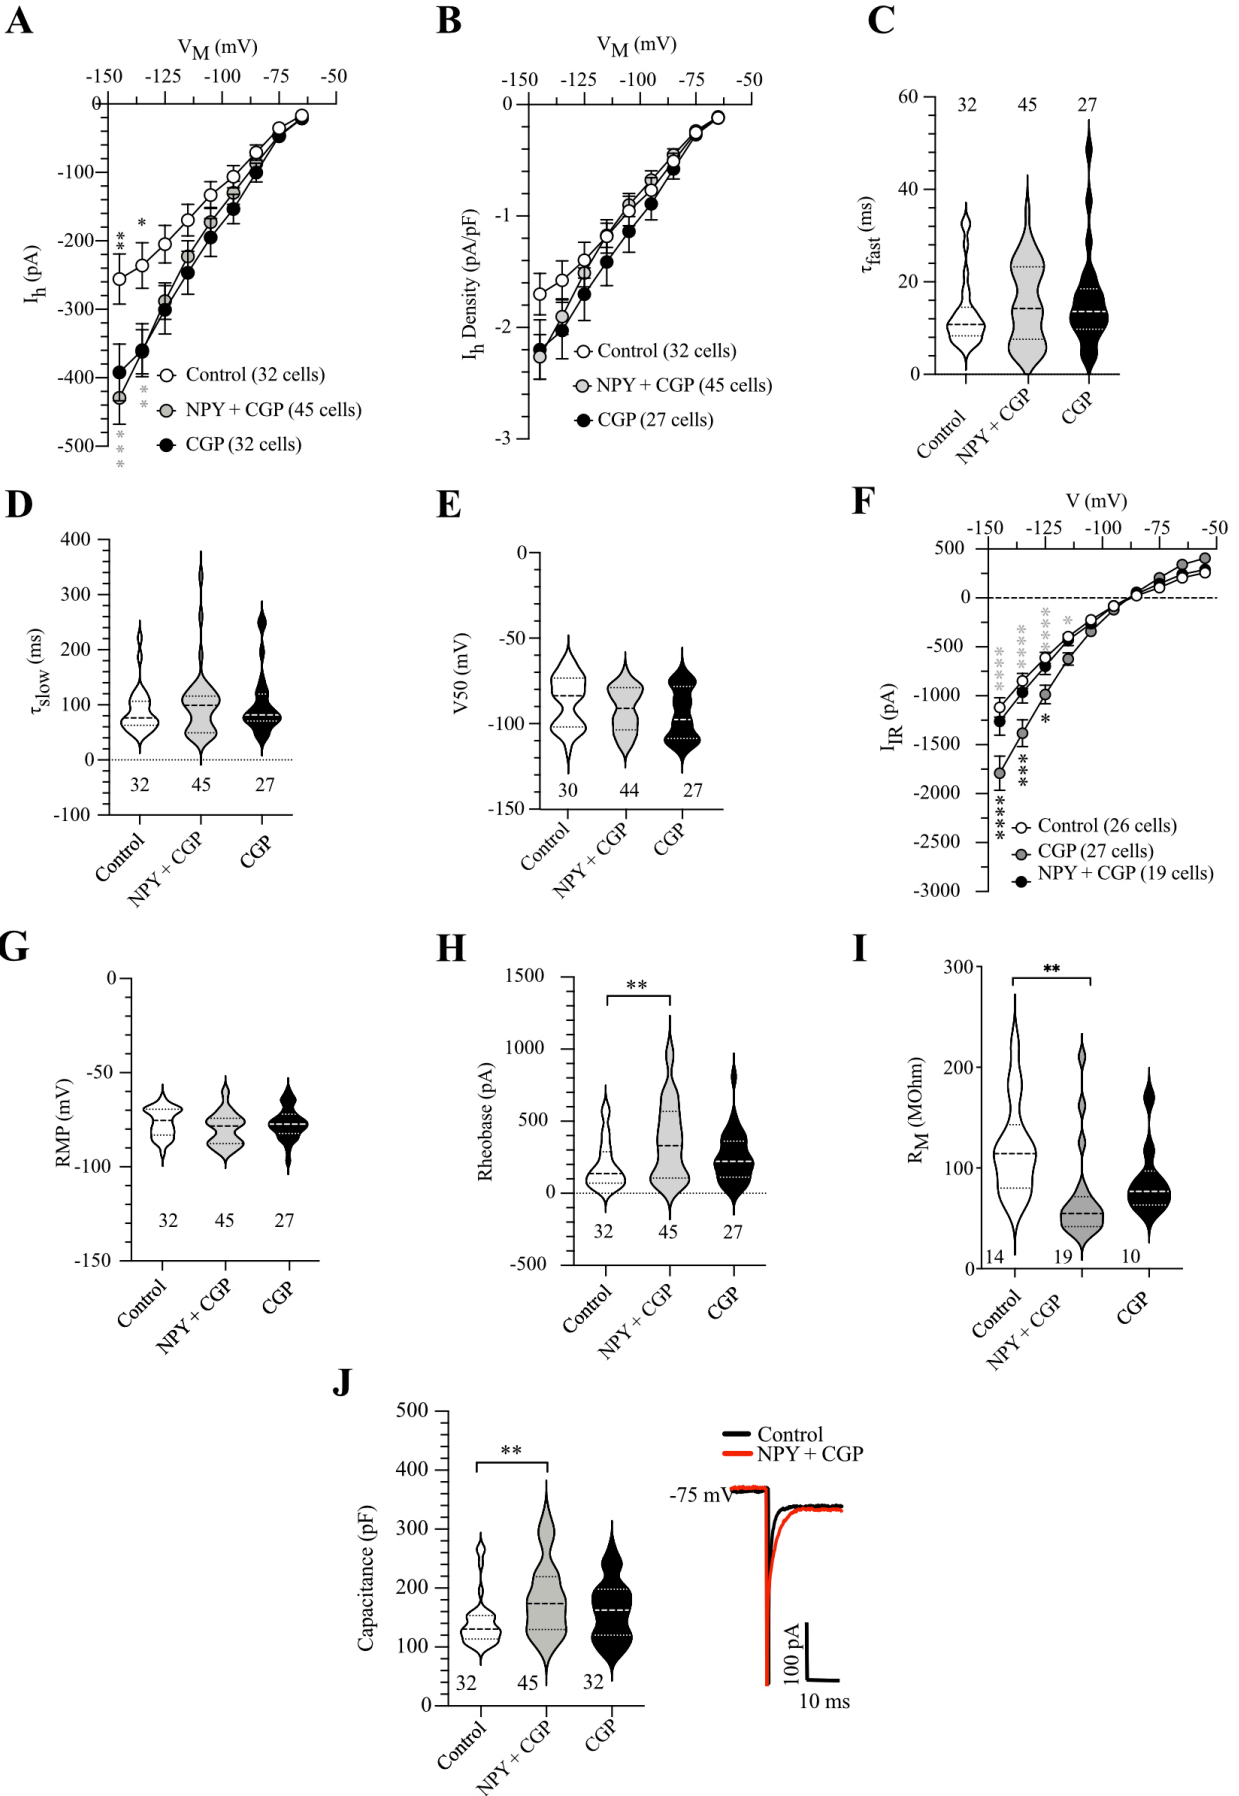 A
V_M (mV)
-150 -125 -100 -75 -50
0
-100
-200
-300
-400
-500
I_h (pA)
**
*
**
***
Control (32 cells)
NPY + CGP (45 cells)
CGP (32 cells)
B
V_M (mV)
-150 -125 -100 -75 -50
0
-1
-2
-3
I_h Density (pA/pF)
Control (32 cells)
NPY + CGP (45 cells)
CGP (27 cells)
C
60
40
20
0
τ_fast (ms)
32 45 27
Control
NPY + CGP
CGP
D
400
300
200
100
0
-100
τ_slow (ms)
32 45 27
Control
NPY + CGP
CGP
E
0
-50
-100
-150
V50 (mV)
30 44 27
Control
NPY + CGP
CGP
F
V (mV)
-150 -125 -100 -75 -50
500
0
-500
-1000
-1500
-2000
-2500
-3000
I_IR (pA)
****
****
****
*
*
***
****
Control (26 cells)
CGP (27 cells)
NPY + CGP (19 cells)
G
0
-50
-100
-150
RMP (mV)
32 45 27
Control
NPY + CGP
CGP
H
1500
1000
500
0
-500
Rheobase (pA)
**
32 45 27
Control
NPY + CGP
CGP
I
300
200
100
0
R_M (MOhm)
**
14 19 10
Control
NPY + CGP
CGP
J
500
400
300
200
100
0
Capacitance (pF)
**
32 45 32
Control
NPY + CGP
CGP
Control
NPY + CGP
-75 mV
100 pA
10 ms